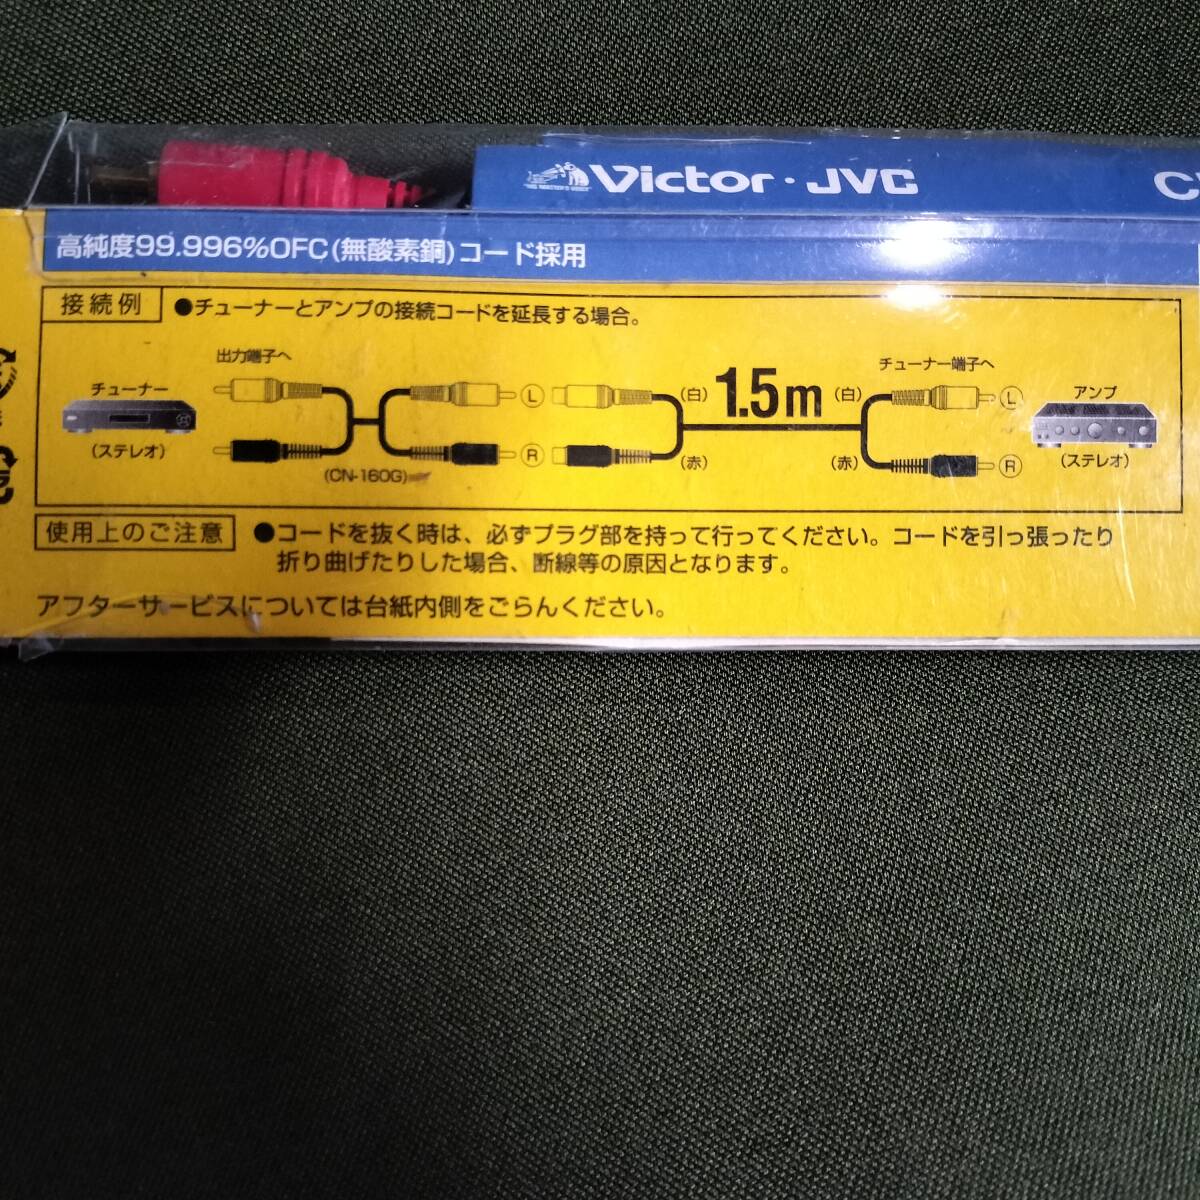 HIS MASTER'S VOICE
Victor・JVC
高純度99.996%OFC(無酸素銅)コード採用
接続例
●チューナーとアンプの接続コードを延長する場合。
出力端子へ
チューナー端子へ
チューナー
(ステレオ)
L
R
(CN-160G)
(白)
(赤)
1.5m
(白)
(赤)
L
R
アンプ
(ステレオ)
使用上のご注意
●コードを抜く時は、必ずプラグ部を持って行ってください。コードを引っ張ったり
折り曲げたりした場合、断線等の原因となります。
アフターサービスについては台紙内側をごらんください。